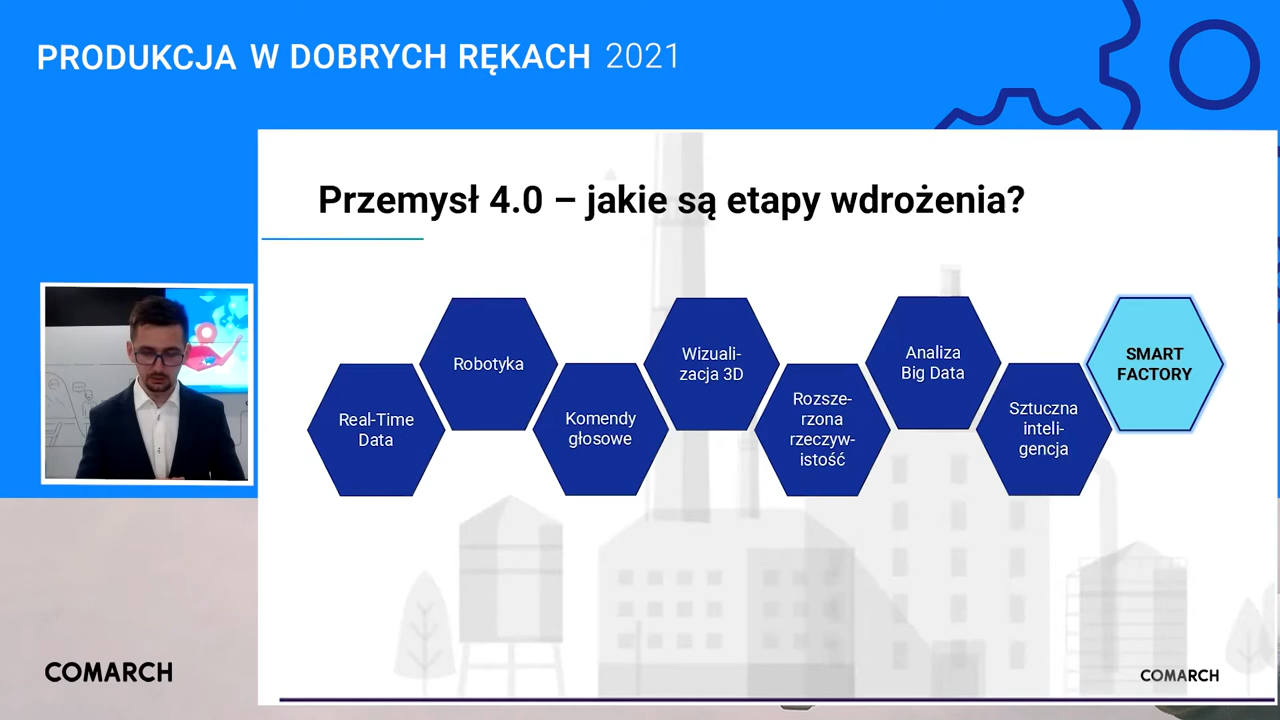 PRODUKCJA W DOBRYCH RĘKACH 2021
Przemysł 4.0 – jakie są etapy wdrożenia?
Real-Time
Data
Robotyka
Komendy
głosowe
Wizuali-
zacja 3D
Rozsze-
rzona
rzeczyw-
istość
Analiza
Big Data
Sztuczna
inteli-
gencja
SMART
FACTORY
COMARCH
COMARCH